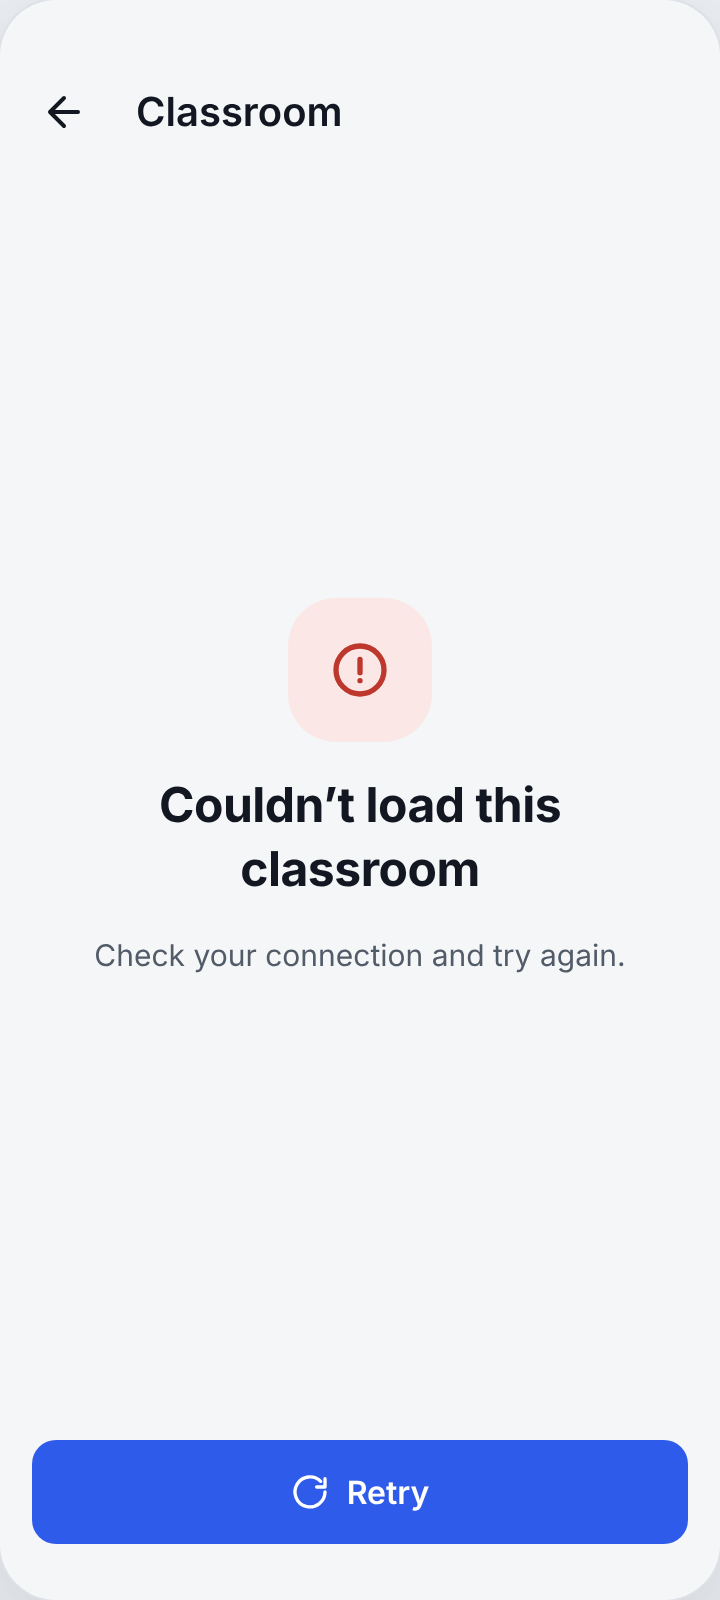 Classroom
Couldn’t load this
classroom
Check your connection and try again.
Retry